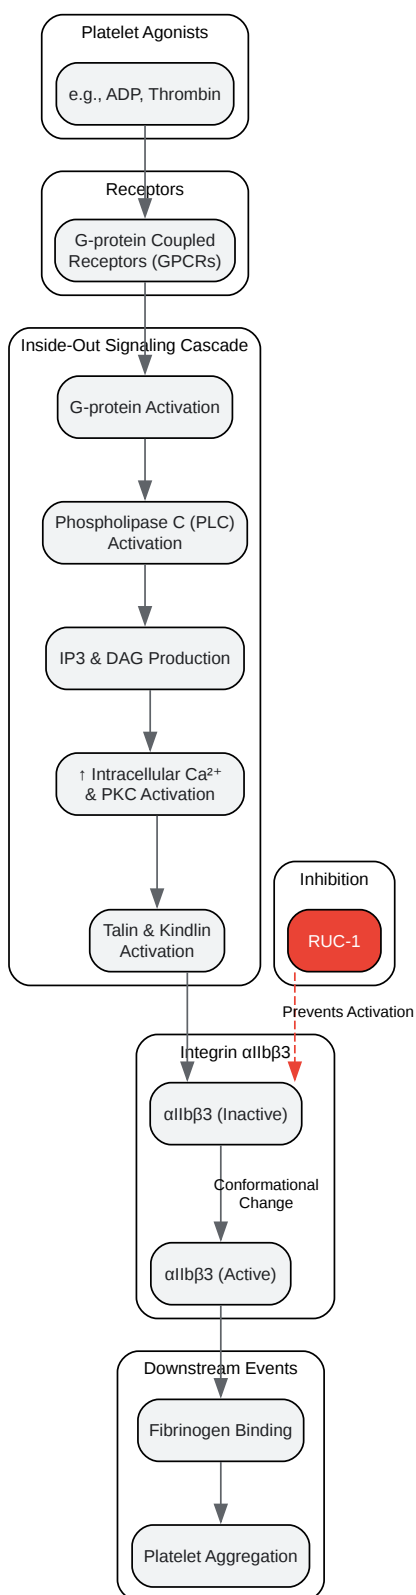 Platelet Agonists
e.g., ADP, Thrombin
Receptors
G-protein Coupled
Receptors (GPCRs)
Inside-Out Signaling Cascade
G-protein Activation
Phospholipase C (PLC)
Activation
IP3 & DAG Production
↑ Intracellular Ca²⁺
& PKC Activation
Talin & Kindlin
Activation
Inhibition
RUC-1
Prevents Activation
Integrin αIIbβ3
αIIbβ3 (Inactive)
Conformational
Change
αIIbβ3 (Active)
Downstream Events
Fibrinogen Binding
Platelet Aggregation